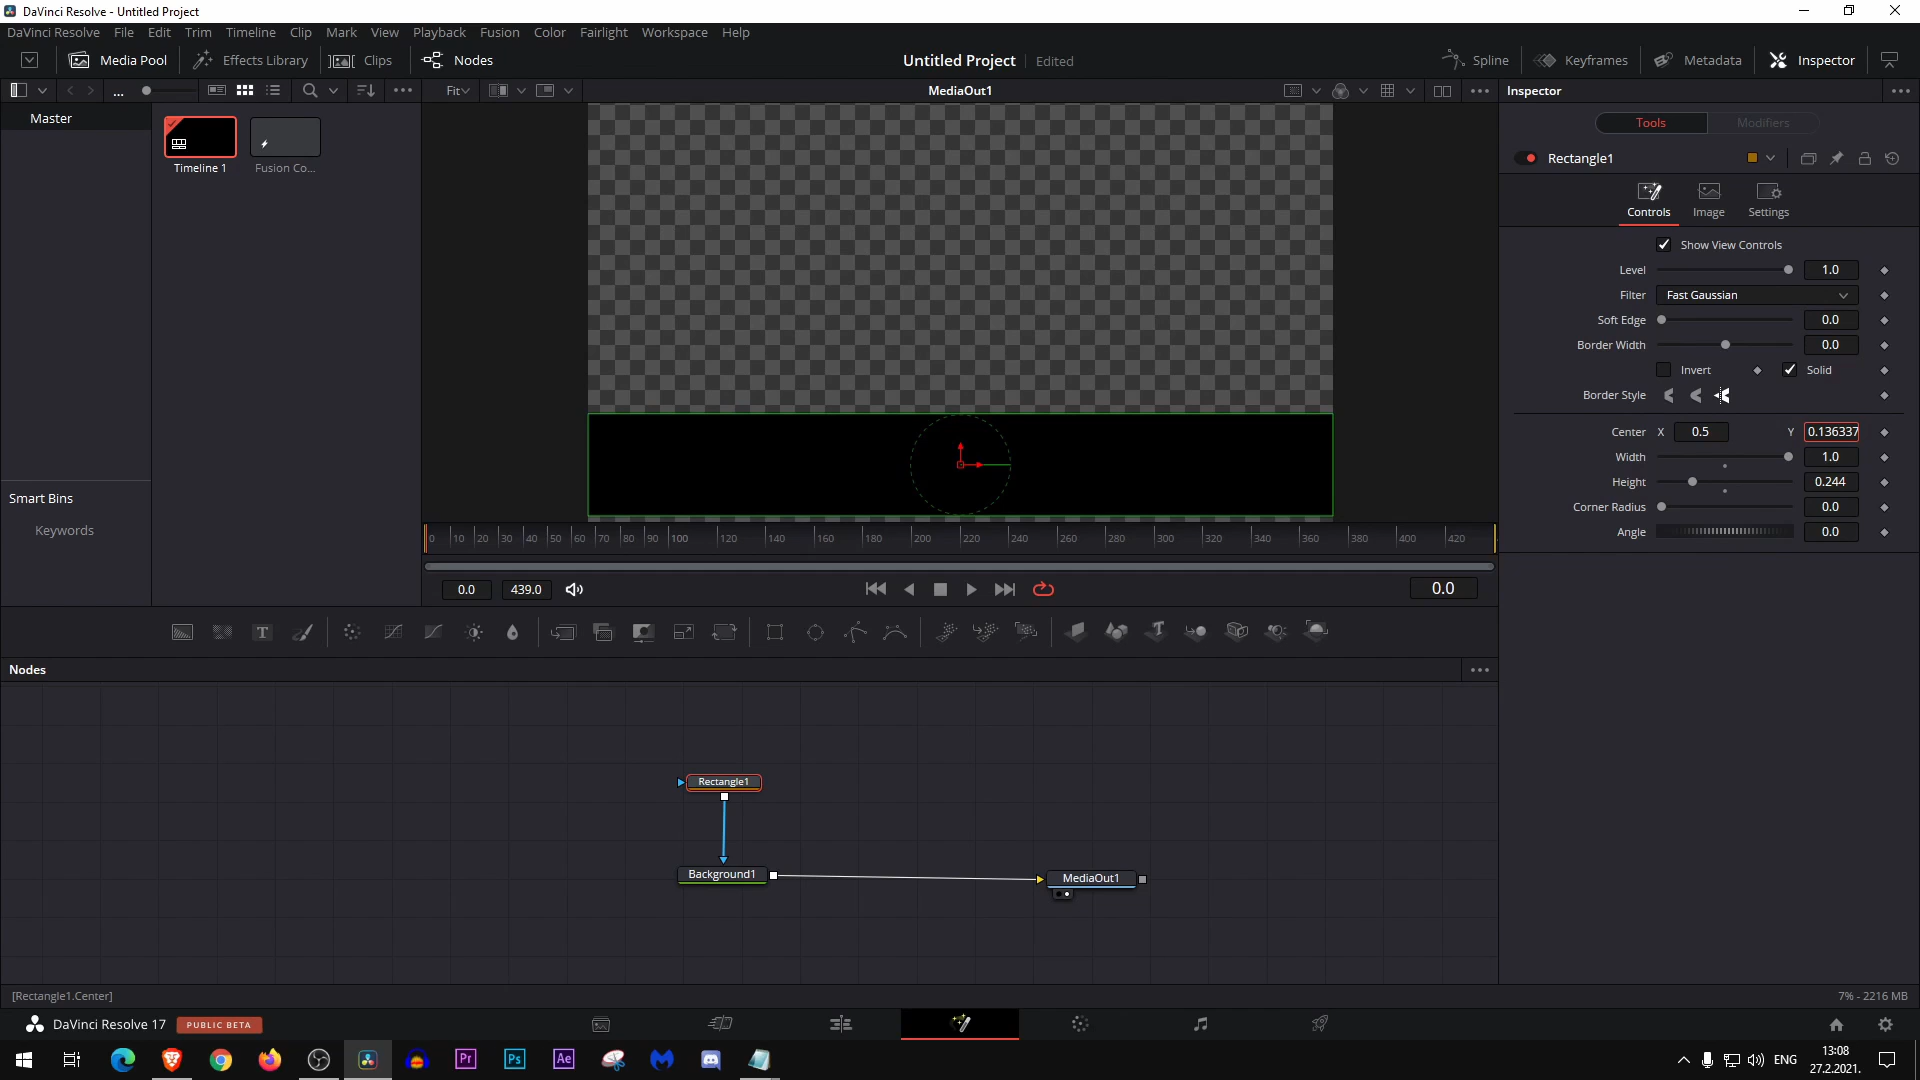 DaVinci Resolve - Untitled Project
DaVinci Resolve File Edit Trim Timeline Clip Mark View Playback Fusion Color Fairlight Workspace Help
Media Pool Effects Library Clips Nodes Untitled Project Edited Spline Keyframes Metadata Inspector
... Fit MediaOut1 Inspector
Master
Timeline 1 Fusion Co...
Smart Bins
Keywords
Tools Modifiers
Rectangle1
Controls Image Settings
Show View Controls
Level 1.0
Filter Fast Gaussian
Soft Edge 0.0
Border Width 0.0
Invert Solid
Border Style
Center X 0.5 Y 0.136337
Width 1.0
Height 0.244
Corner Radius 0.0
Angle 0.0
0 10 20 30 40 50 60 70 80 90 100 120 140 160 180 200 220 240 260 280 300 320 340 360 380 400 420
0.0 439.0 0.0
Nodes
Rectangle1
Background1 MediaOut1
[Rectangle1.Center] 7% - 2216 MB
DaVinci Resolve 17 PUBLIC BETA
Pr Ps Ae
ENG 13:08
27.2.2021.